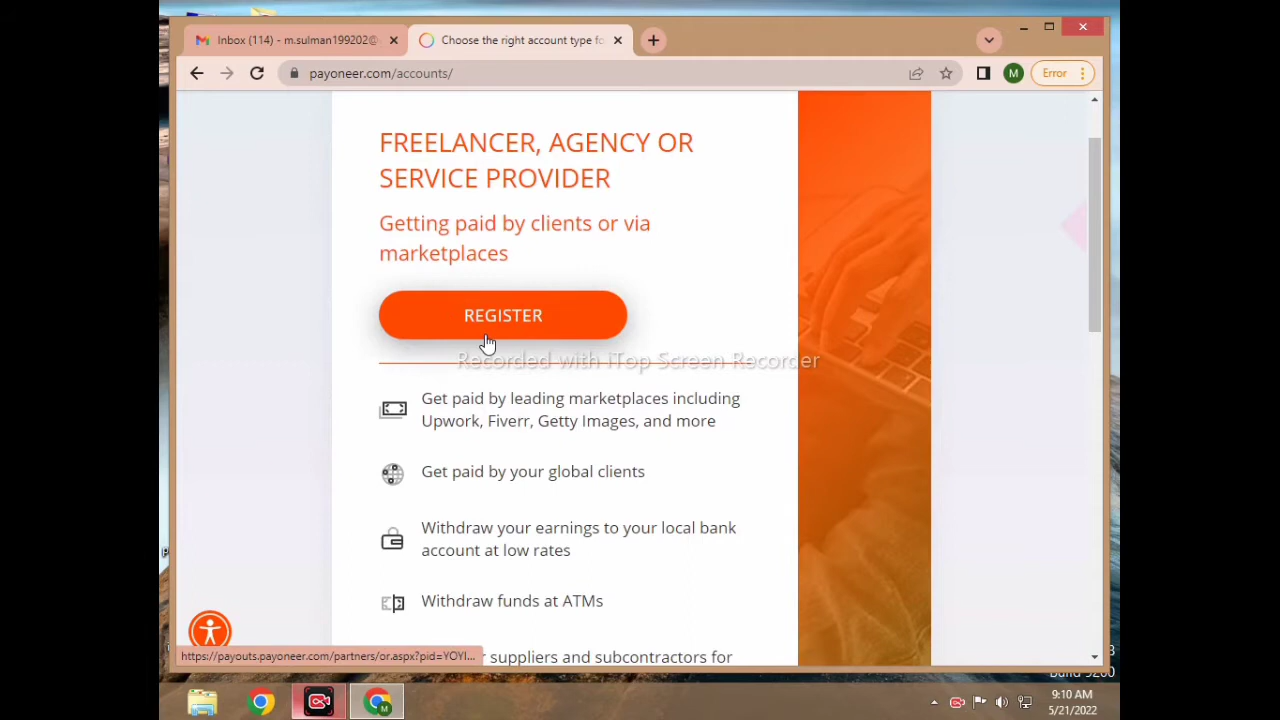 Inbox (114) - m.sulman199202@
Choose the right account type fo
payoneer.com/accounts/
M
Error
FREELANCER, AGENCY OR
SERVICE PROVIDER
Getting paid by clients or via
marketplaces
REGISTER
Recorded with iTop Screen Recorder
Get paid by leading marketplaces including
Upwork, Fiverr, Getty Images, and more
Get paid by your global clients
Withdraw your earnings to your local bank
account at low rates
Withdraw funds at ATMs
suppliers and subcontractors for
https://payouts.payoneer.com/partners/or.aspx?pid=YOYI...
Build 9200
9:10 AM
5/21/2022